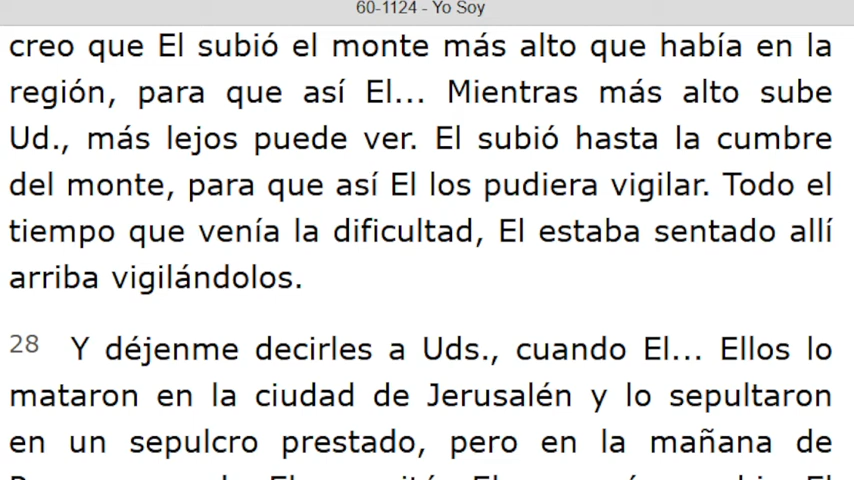 60-1124 - Yo Soy
creo que El subió el monte más alto que había en la
región, para que así El... Mientras más alto sube
Ud., más lejos puede ver. El subió hasta la cumbre
del monte, para que así El los pudiera vigilar. Todo el
tiempo que venía la dificultad, El estaba sentado allí
arriba vigilándolos.
28 Y déjenme decirles a Uds., cuando El... Ellos lo
mataron en la ciudad de Jerusalén y lo sepultaron
en un sepulcro prestado, pero en la mañana de